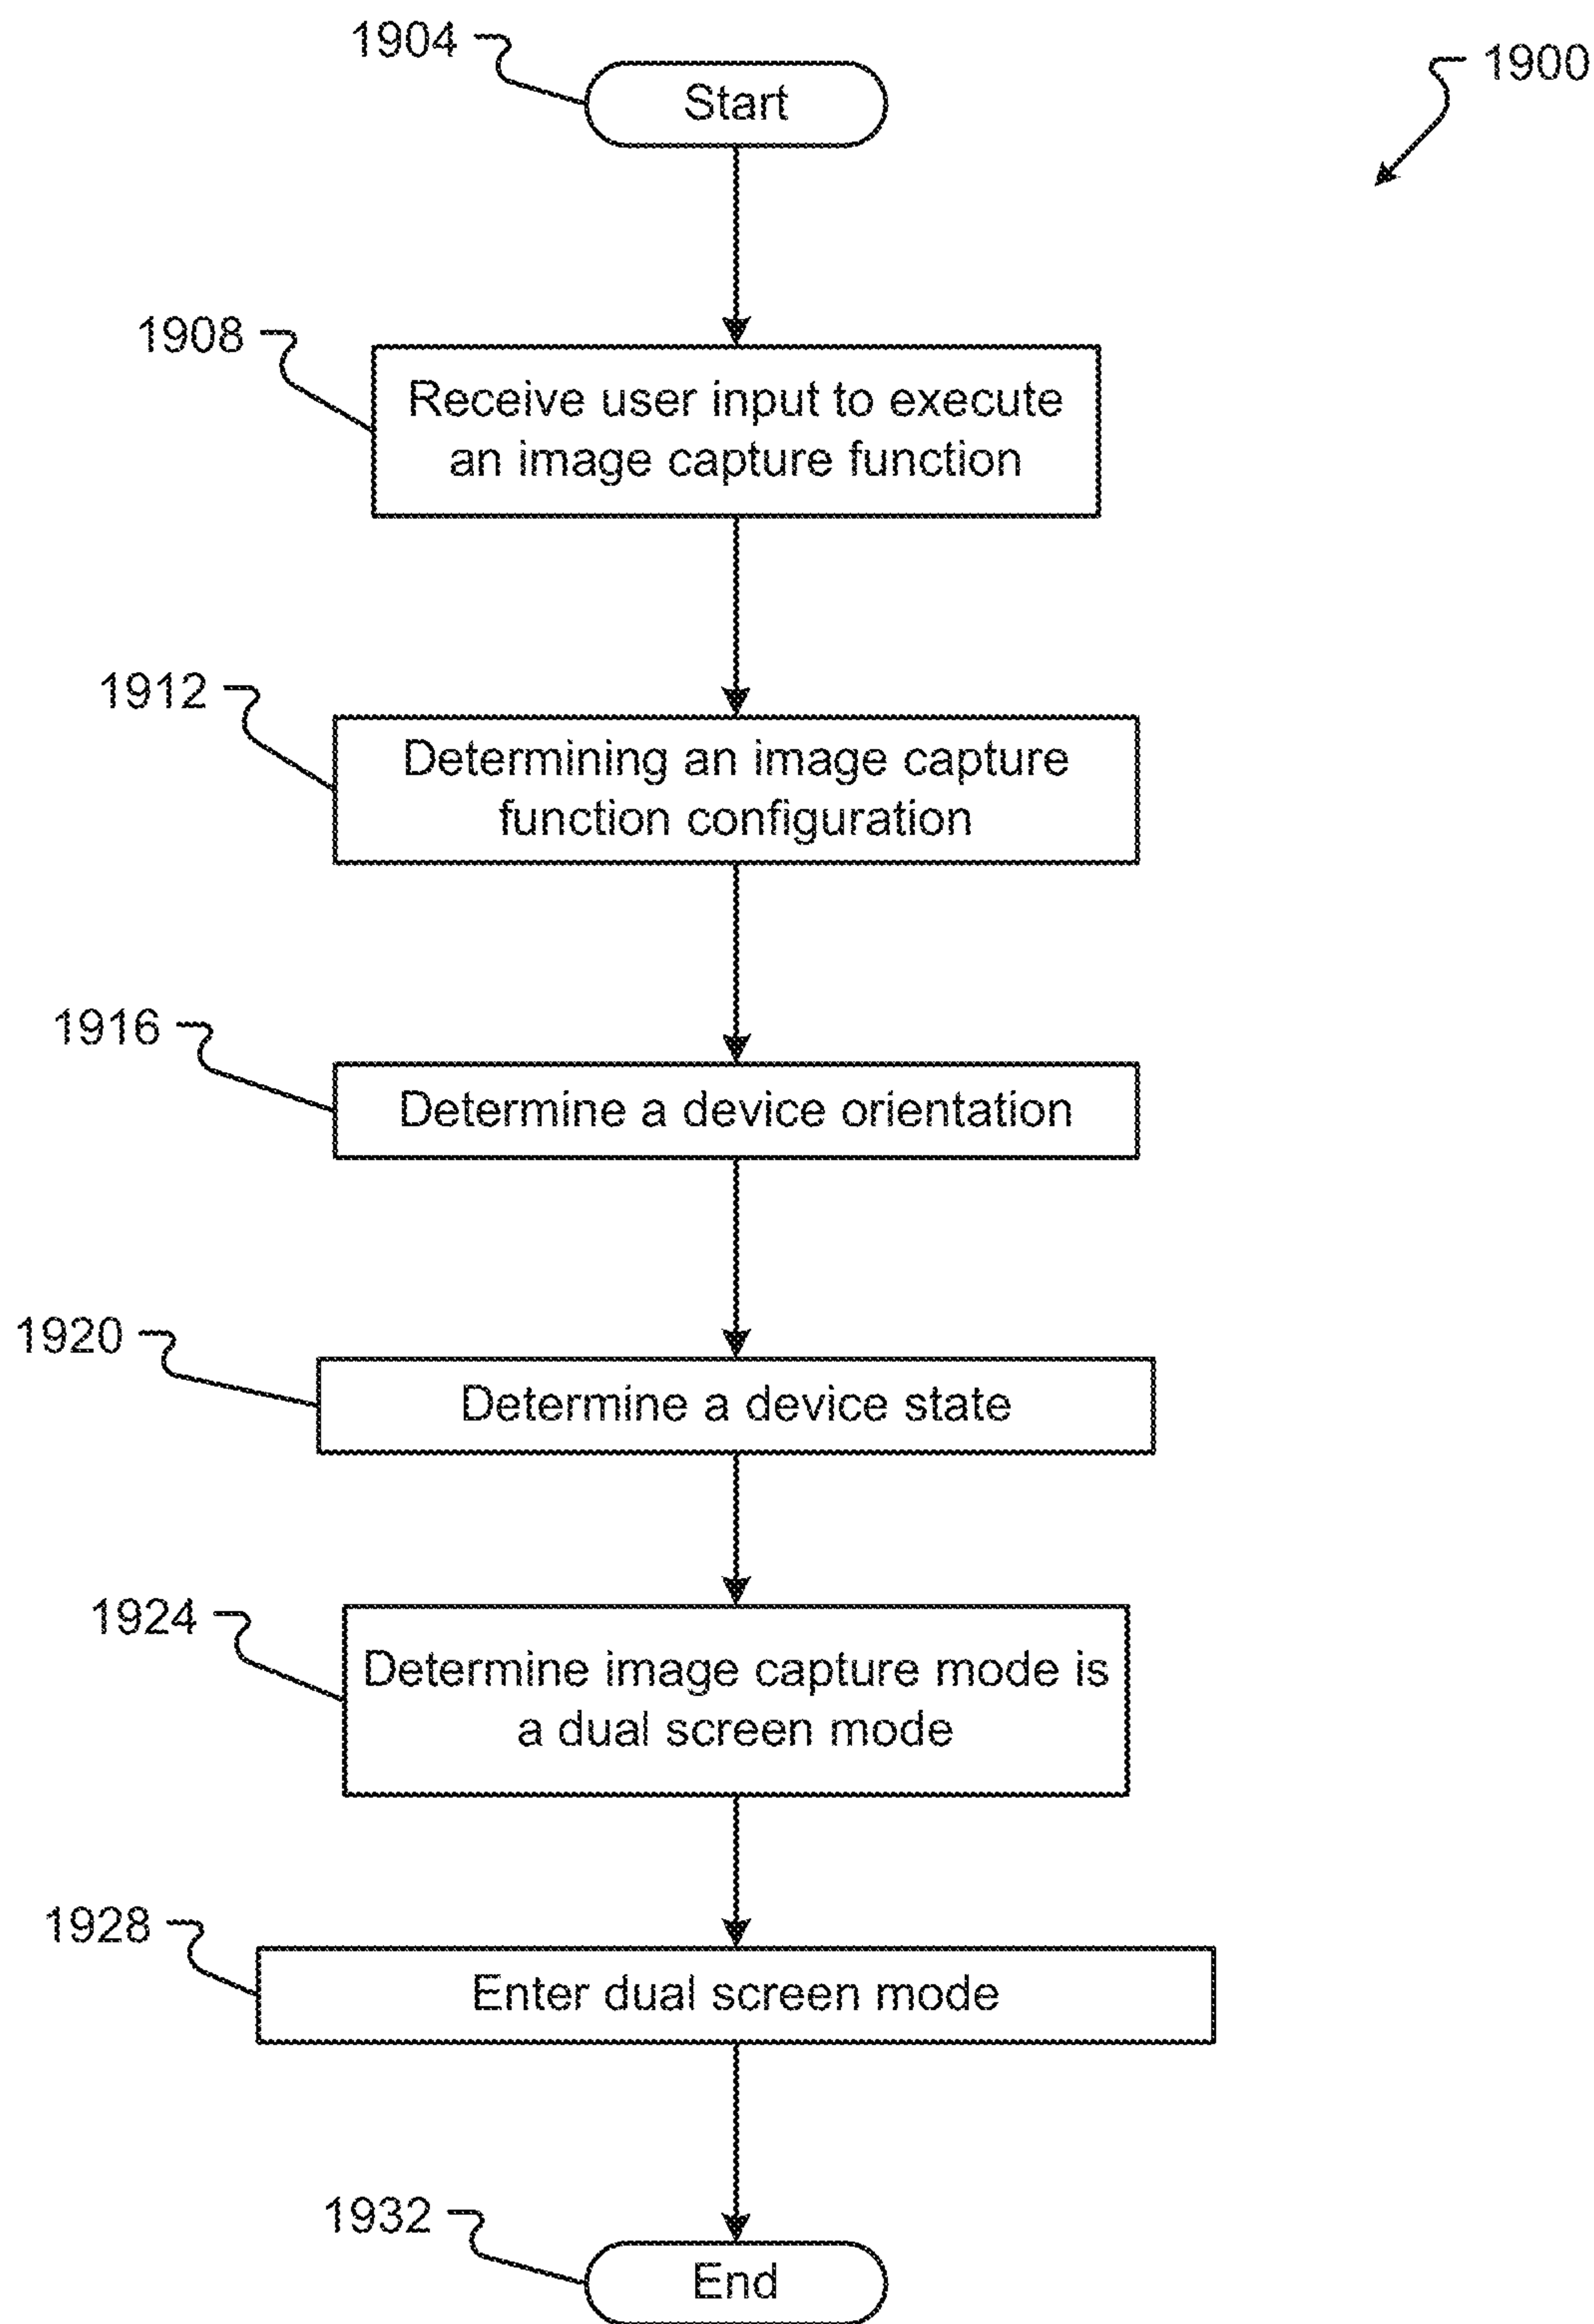 1904
Start
1900
1908
Receive user input to execute
an image capture function
1912
Determining an image capture
function configuration
1916
Determine a device orientation
1920
Determine a device state
1924
Determine image capture mode is
a dual screen mode
1928
Enter dual screen mode
1932
End